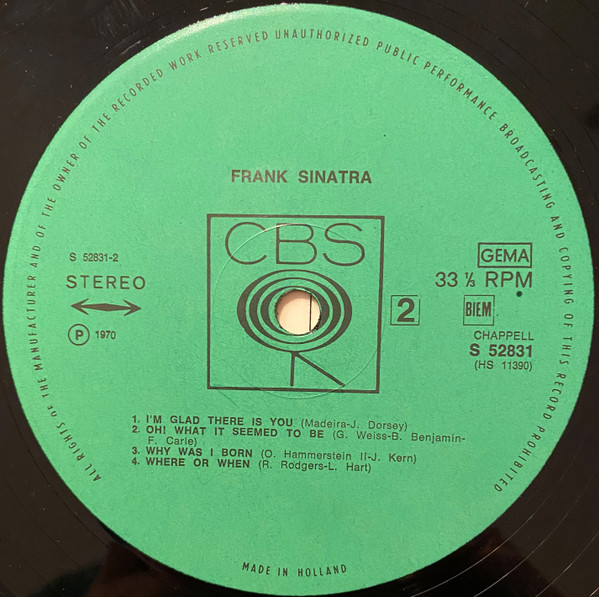 ALL RIGHTS OF THE MANUFACTURER AND OF THE OWNER OF THE RECORDED WORK RESERVED UNAUTHORIZED PUBLIC PERFORMANCE BROADCASTING AND COPYING OF THIS RECORD PROHIBITED
FRANK SINATRA
CBS
S 52831-2
STEREO
Ⓟ 1970
GEMA
33 ⅓ RPM
2
BIEM
CHAPPELL
S 52831
(HS 11390)
1. I'M GLAD THERE IS YOU (Madeira-J. Dorsey)
2. OH! WHAT IT SEEMED TO BE (G. Weiss-B. Benjamin-
F. Carle)
3. WHY WAS I BORN (O. Hammerstein II-J. Kern)
4. WHERE OR WHEN (R. Rodgers-L. Hart)
MADE IN HOLLAND